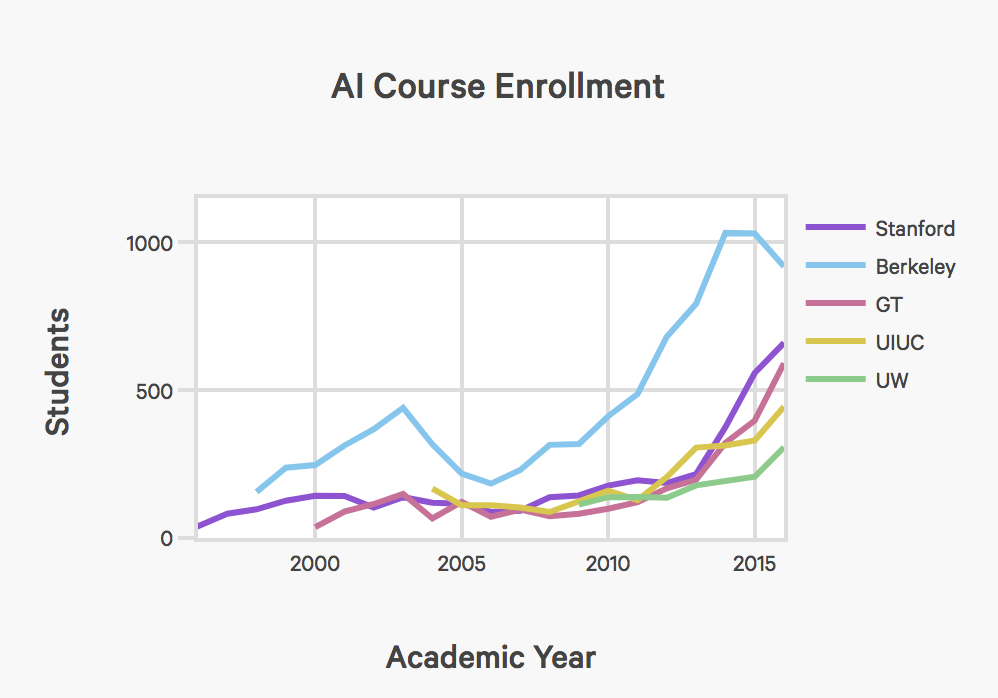 AI Course Enrollment
1000
500
0
Students
2000 2005 2010 2015
Academic Year
Stanford
Berkeley
GT
UIUC
UW